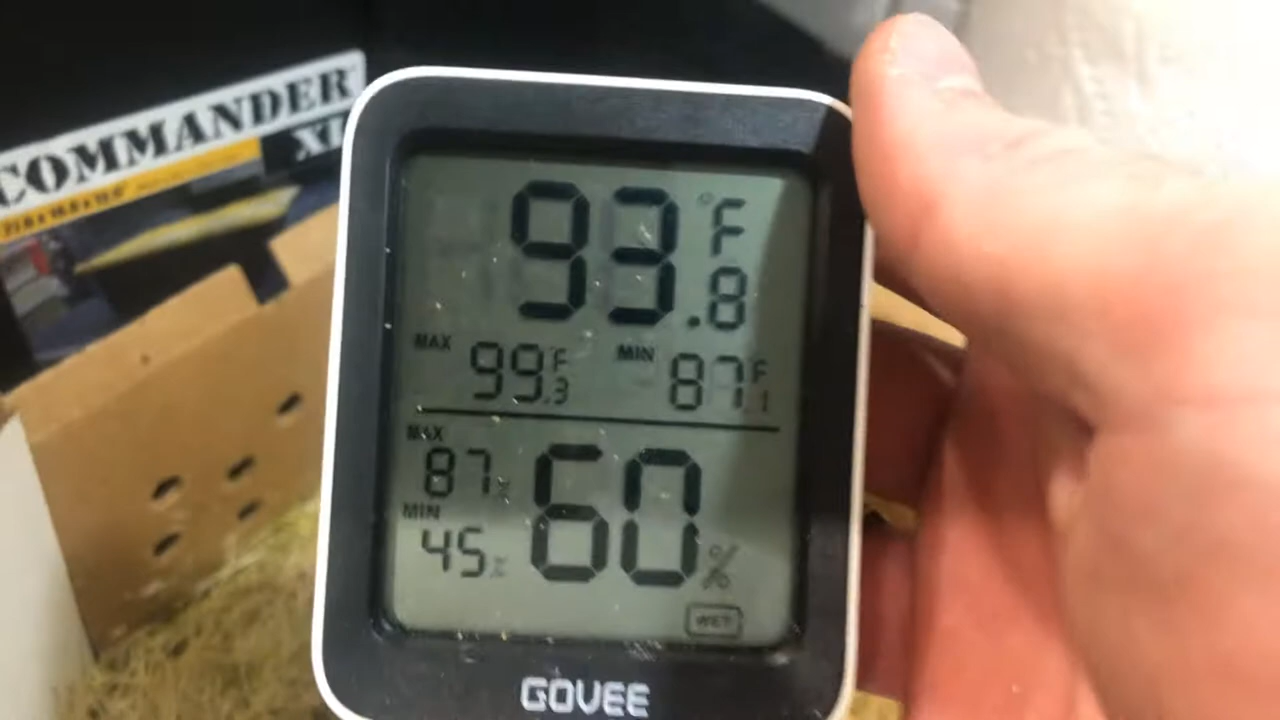 COMMANDER
XL
93.8 °F
MAX 99.3 °F MIN 87.1 °F
MAX
87%
60%
MIN
45%
WET
GOVEE